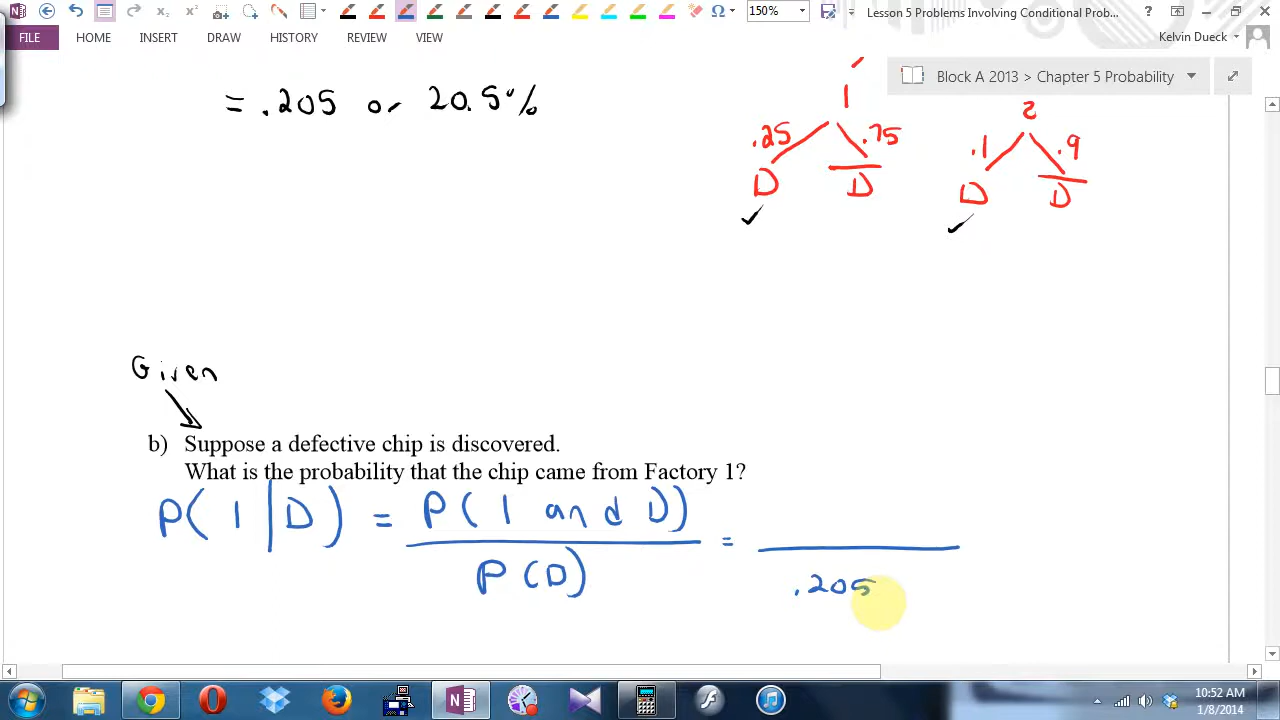 150%
Lesson 5 Problems Involving Conditional Prob...
?
FILE
HOME
INSERT
DRAW
HISTORY
REVIEW
VIEW
Kelvin Dueck
Block A 2013 > Chapter 5 Probability
= .205 or 20.5%
1
2
.25
.75
.1
.9
D
D
D
D
Given
b) Suppose a defective chip is discovered.
What is the probability that the chip came from Factory 1?
P( 1 | D ) = P( 1 and D) =
P(D)
.205
10:52 AM
1/8/2014